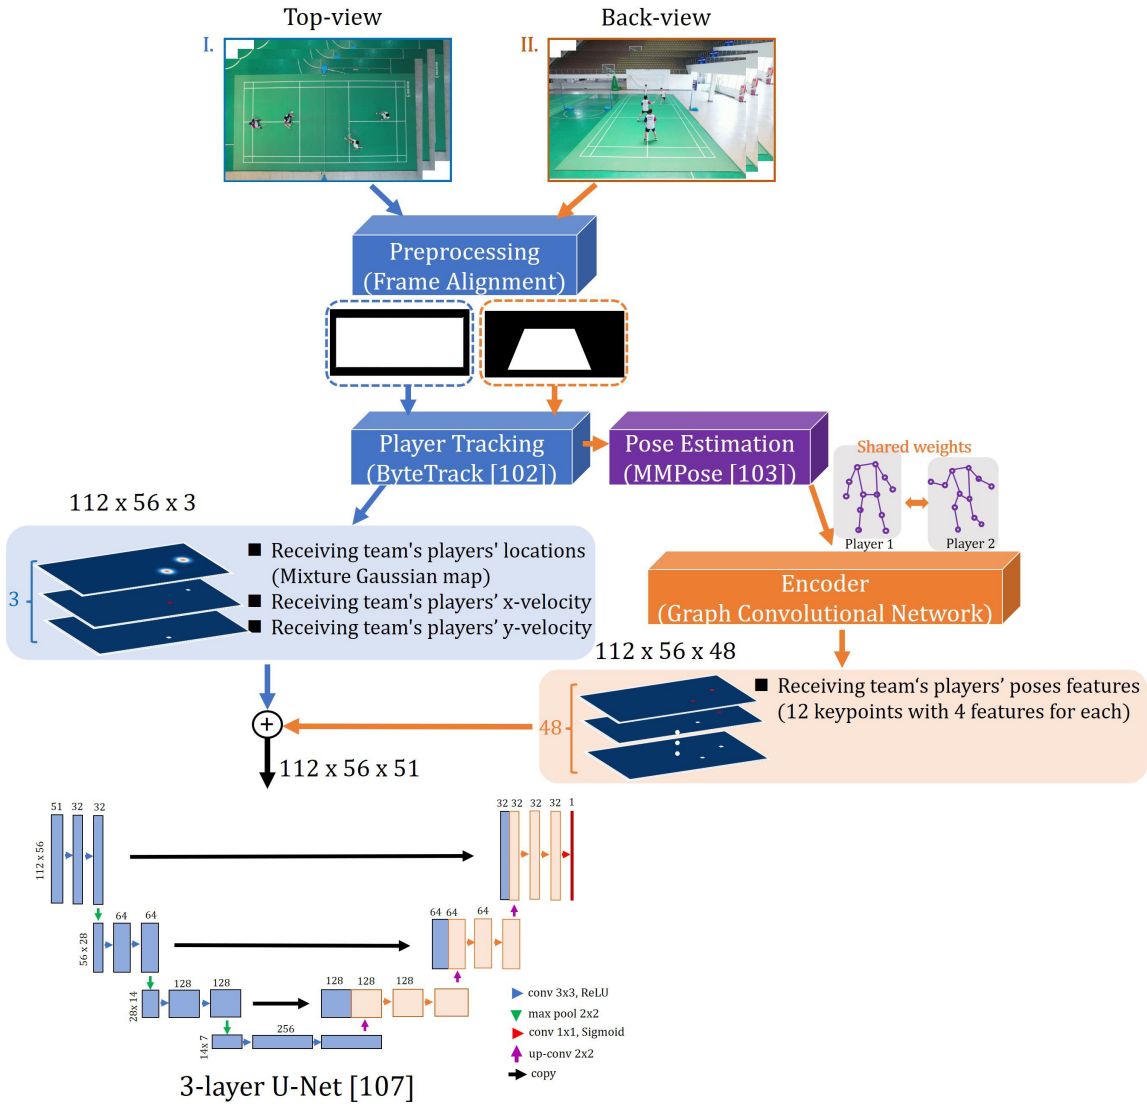 Top-view
Back-view
I.
II.
Preprocessing
(Frame Alignment)
Player Tracking
(ByteTrack [102])
Pose Estimation
(MMPose [103])
Shared weights
Player 1
Player 2
112 x 56 x 3
3
■ Receiving team's players' locations
(Mixture Gaussian map)
■ Receiving team's players’ x-velocity
■ Receiving team's players’ y-velocity
Encoder
(Graph Convolutional Network)
112 x 56 x 48
48
■ Receiving team‘s players’ poses features
(12 keypoints with 4 features for each)
+
112 x 56 x 51
51 32 32
112 x 56
32 32 32 32 1
64 64
56 x 28
64 64 64
128 128
28x 14
128 128 128
256
14x 7
conv 3x3, ReLU
max pool 2x2
conv 1x1, Sigmoid
up-conv 2x2
copy
3-layer U-Net [107]